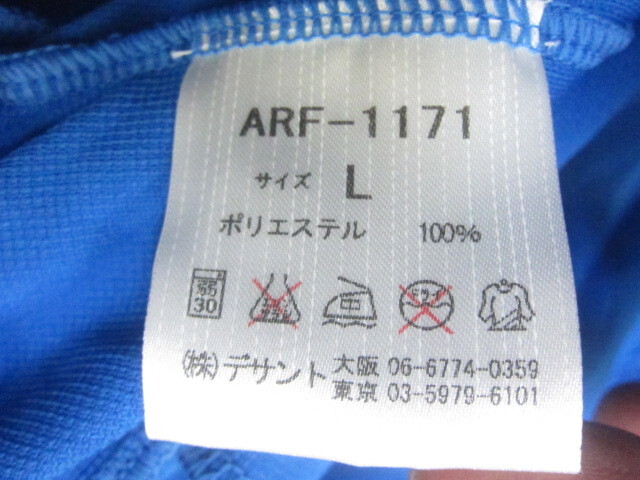 ARF-1171
サイズ L
ポリエステル 100%
弱
30
(株)デサント 大阪 06-6774-0359
東京 03-5979-6101